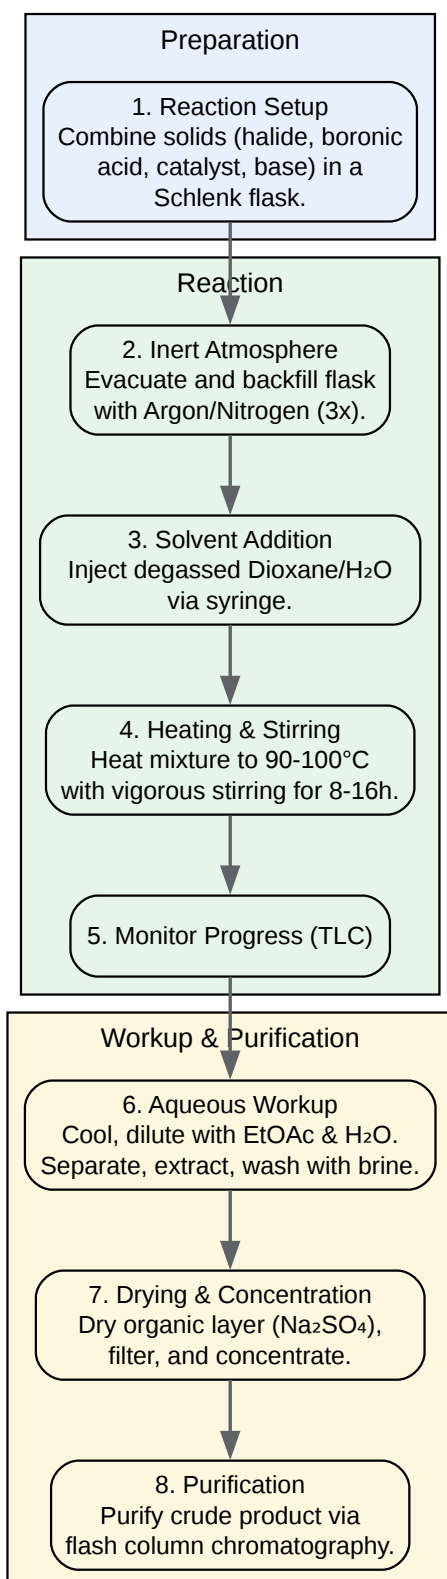 Preparation
1. Reaction Setup
Combine solids (halide, boronic
acid, catalyst, base) in a
Schlenk flask.
Reaction
2. Inert Atmosphere
Evacuate and backfill flask
with Argon/Nitrogen (3x).
3. Solvent Addition
Inject degassed Dioxane/H₂O
via syringe.
4. Heating & Stirring
Heat mixture to 90-100°C
with vigorous stirring for 8-16h.
5. Monitor Progress (TLC)
Workup & Purification
6. Aqueous Workup
Cool, dilute with EtOAc & H₂O.
Separate, extract, wash with brine.
7. Drying & Concentration
Dry organic layer (Na₂SO₄),
filter, and concentrate.
8. Purification
Purify crude product via
flash column chromatography.